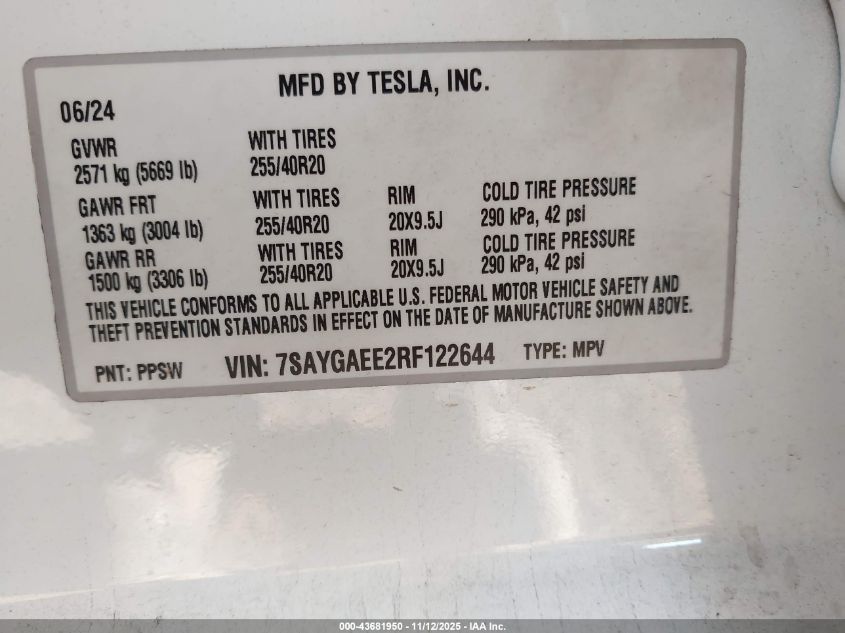 MFD BY TESLA, INC.
06/24
GVWR WITH TIRES
2571 kg (5669 lb) 255/40R20
GAWR FRT WITH TIRES RIM COLD TIRE PRESSURE
1363 kg (3004 lb) 255/40R20 20X9.5J 290 kPa, 42 psi
GAWR RR WITH TIRES RIM COLD TIRE PRESSURE
1500 kg (3306 lb) 255/40R20 20X9.5J 290 kPa, 42 psi
THIS VEHICLE CONFORMS TO ALL APPLICABLE U.S. FEDERAL MOTOR VEHICLE SAFETY AND
THEFT PREVENTION STANDARDS IN EFFECT ON THE DATE OF MANUFACTURE SHOWN ABOVE.
PNT: PPSW VIN: 7SAYGAEE2RF122644 TYPE: MPV
000-43681950 - 11/12/2025 - IAA Inc.